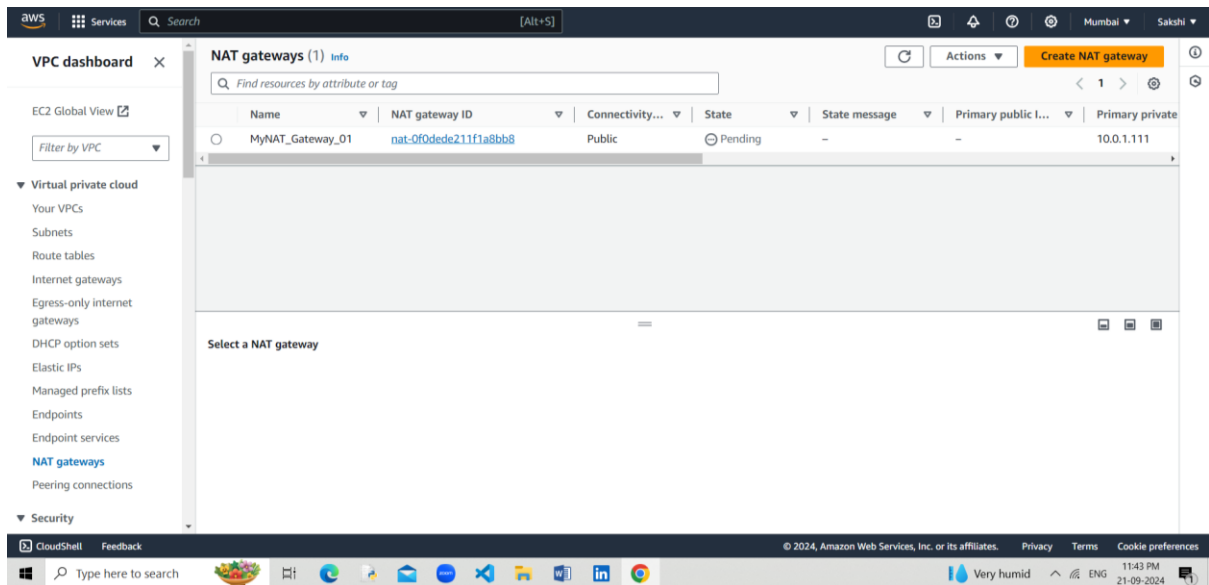 aws Services Search [Alt+S] Mumbai ▼ Sakshi ▼
VPC dashboard
EC2 Global View
Filter by VPC
Virtual private cloud
Your VPCs
Subnets
Route tables
Internet gateways
Egress-only internet
gateways
DHCP option sets
Elastic IPs
Managed prefix lists
Endpoints
Endpoint services
NAT gateways
Peering connections
Security
NAT gateways (1) Info
Actions ▼
Create NAT gateway
Find resources by attribute or tag
1
Name NAT gateway ID Connectivity... State State message Primary public I... Primary private
MyNAT_Gateway_01 nat-0f0dede211f1a8bb8 Public Pending – – 10.0.1.111
Select a NAT gateway
CloudShell Feedback © 2024, Amazon Web Services, Inc. or its affiliates. Privacy Terms Cookie preferences
Type here to search Very humid ENG 11:43 PM
21-09-2024